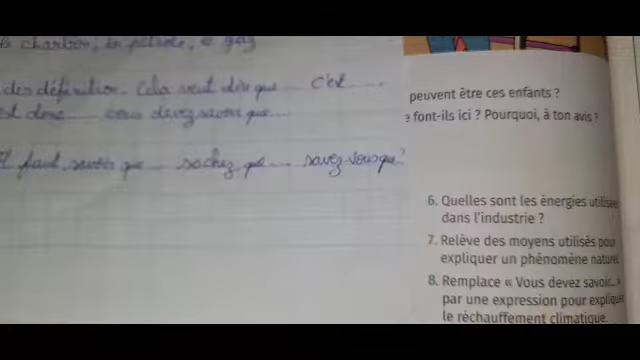 charbon, le pétrole, le gaz
des définition. Cela veut dire que ... c'est ....
donc ... vous devez savoir que ....
Il faut savoir que ... sachez que ... savez-vous que?
peuvent être ces enfants ?
font-ils ici ? Pourquoi, à ton avis ?
6. Quelles sont les énergies utilisées
dans l'industrie ?
7. Relève des moyens utilisés pour
expliquer un phénomène naturel
8. Remplace « Vous devez savoir... »
par une expression pour expliquer
le réchauffement climatique.